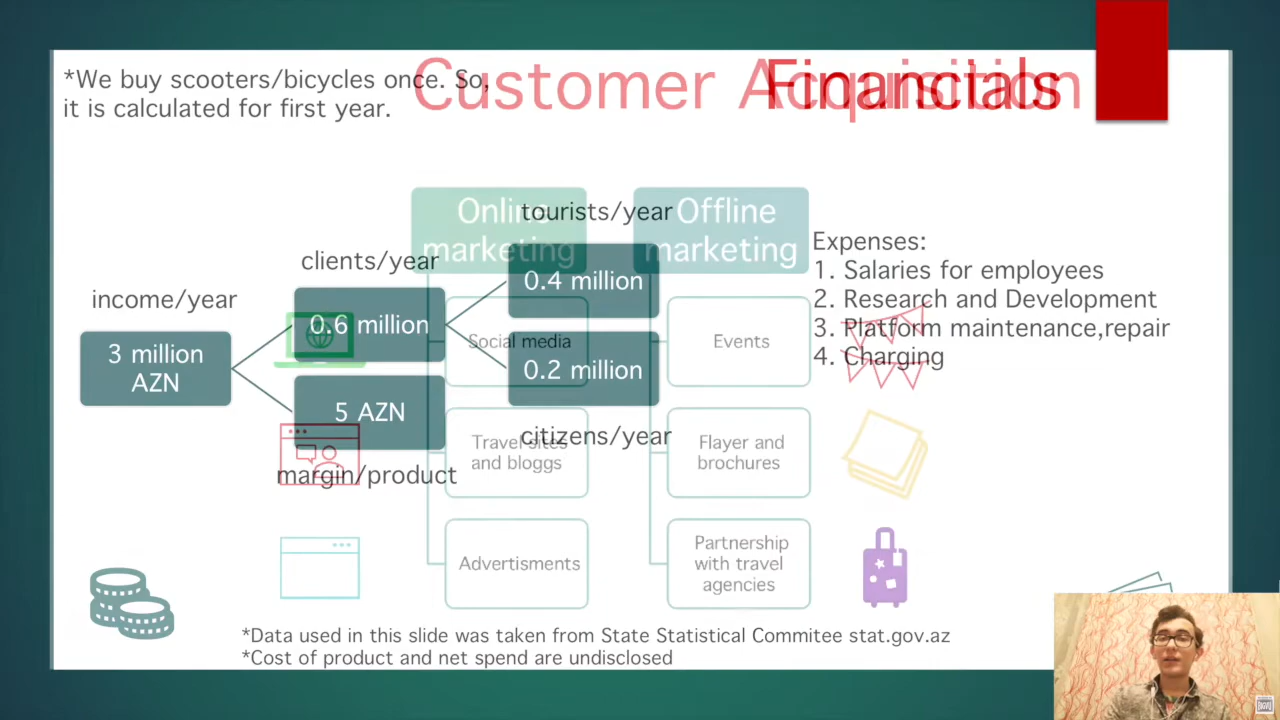 *We buy scooters/bicycles once. So,
it is calculated for first year.
Customer Acquisition
Financials
Online
marketing
Offline
marketing
tourists/year
clients/year
income/year
0.4 million
0.6 million
3 million
AZN
0.2 million
5 AZN
citizens/year
margin/product
Social media
Travel sites
and bloggs
Advertisments
Events
Flayer and
brochures
Partnership
with travel
agencies
Expenses:
1. Salaries for employees
2. Research and Development
3. Platform maintenance,repair
4. Charging
*Data used in this slide was taken from State Statistical Commitee stat.gov.az
*Cost of product and net spend are undisclosed